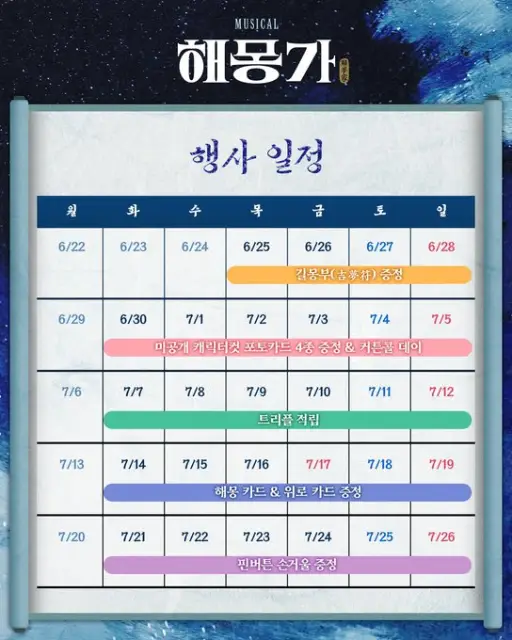 MUSICAL
해몽가
행사 일정
월 화 수 목 금 토 일
6/22 6/23 6/24 6/25 6/26 6/27 6/28
길몽부(吉夢符) 증정
6/29 6/30 7/1 7/2 7/3 7/4 7/5
미공개 캐릭터컷 포토카드 4종 증정 & 커튼콜 데이
7/6 7/7 7/8 7/9 7/10 7/11 7/12
트리플 적립
7/13 7/14 7/15 7/16 7/17 7/18 7/19
해몽 카드 & 위로 카드 증정
7/20 7/21 7/22 7/23 7/24 7/25 7/26
핀버튼 손거울 증정